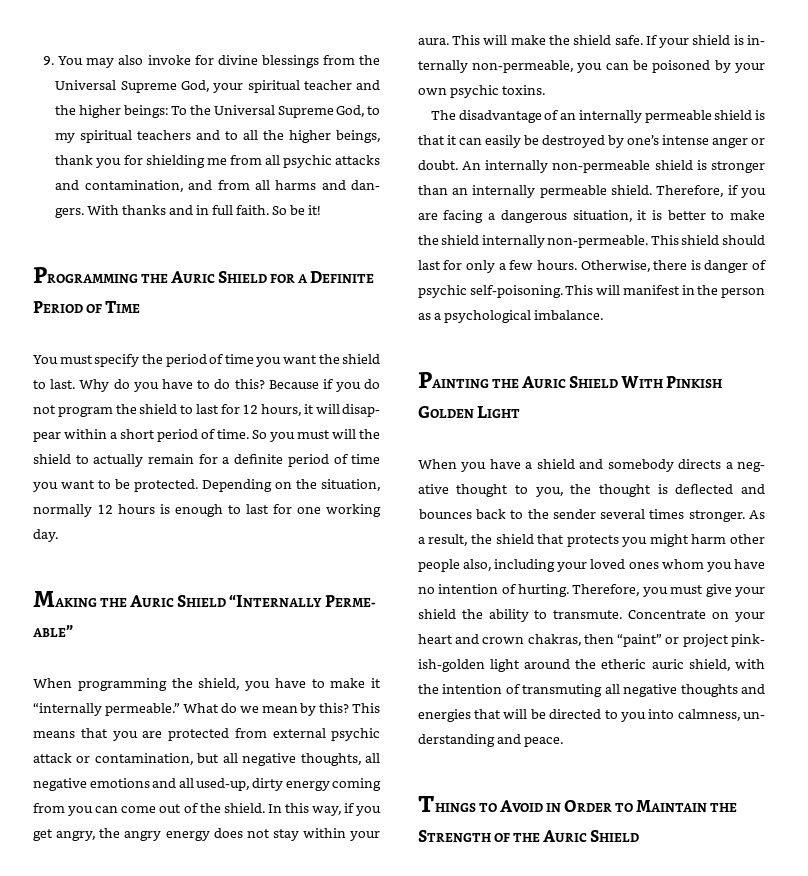 9. You may also invoke for divine blessings from the
Universal Supreme God, your spiritual teacher and
the higher beings: To the Universal Supreme God, to
my spiritual teachers and to all the higher beings,
thank you for shielding me from all psychic attacks
and contamination, and from all harms and dan-
gers. With thanks and in full faith. So be it!
Programming the Auric Shield for a Definite
Period of Time
You must specify the period of time you want the shield
to last. Why do you have to do this? Because if you do
not program the shield to last for 12 hours, it will disap-
pear within a short period of time. So you must will the
shield to actually remain for a definite period of time
you want to be protected. Depending on the situation,
normally 12 hours is enough to last for one working
day.
Making the Auric Shield “Internally Perme-
able”
When programming the shield, you have to make it
“internally permeable.” What do we mean by this? This
means that you are protected from external psychic
attack or contamination, but all negative thoughts, all
negative emotions and all used-up, dirty energy coming
from you can come out of the shield. In this way, if you
get angry, the angry energy does not stay within your
aura. This will make the shield safe. If your shield is in-
ternally non-permeable, you can be poisoned by your
own psychic toxins.
The disadvantage of an internally permeable shield is
that it can easily be destroyed by one’s intense anger or
doubt. An internally non-permeable shield is stronger
than an internally permeable shield. Therefore, if you
are facing a dangerous situation, it is better to make
the shield internally non-permeable. This shield should
last for only a few hours. Otherwise, there is danger of
psychic self-poisoning. This will manifest in the person
as a psychological imbalance.
Painting the Auric Shield With Pinkish
Golden Light
When you have a shield and somebody directs a neg-
ative thought to you, the thought is deflected and
bounces back to the sender several times stronger. As
a result, the shield that protects you might harm other
people also, including your loved ones whom you have
no intention of hurting. Therefore, you must give your
shield the ability to transmute. Concentrate on your
heart and crown chakras, then “paint” or project pink-
ish-golden light around the etheric auric shield, with
the intention of transmuting all negative thoughts and
energies that will be directed to you into calmness, un-
derstanding and peace.
Things to Avoid in Order to Maintain the
Strength of the Auric Shield